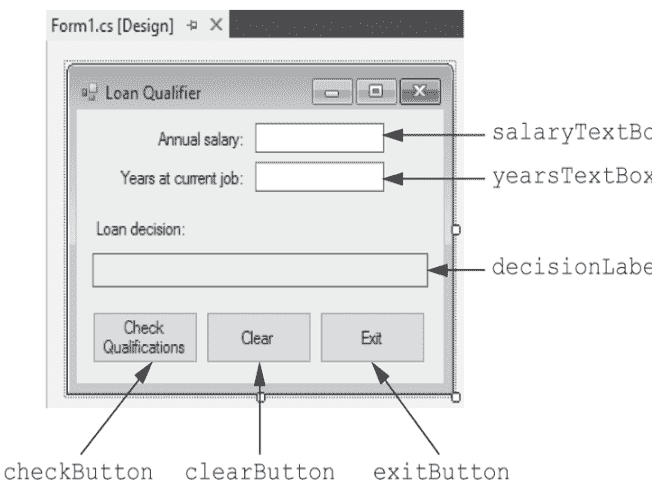 Form1.cs [Design]
Loan Qualifier
Annual salary:
salaryTextBo
Years at current job:
yearsTextBox
Loan decision:
decisionLabe
Check
Qualifications
Clear
Exit
checkButton
clearButton
exitButton